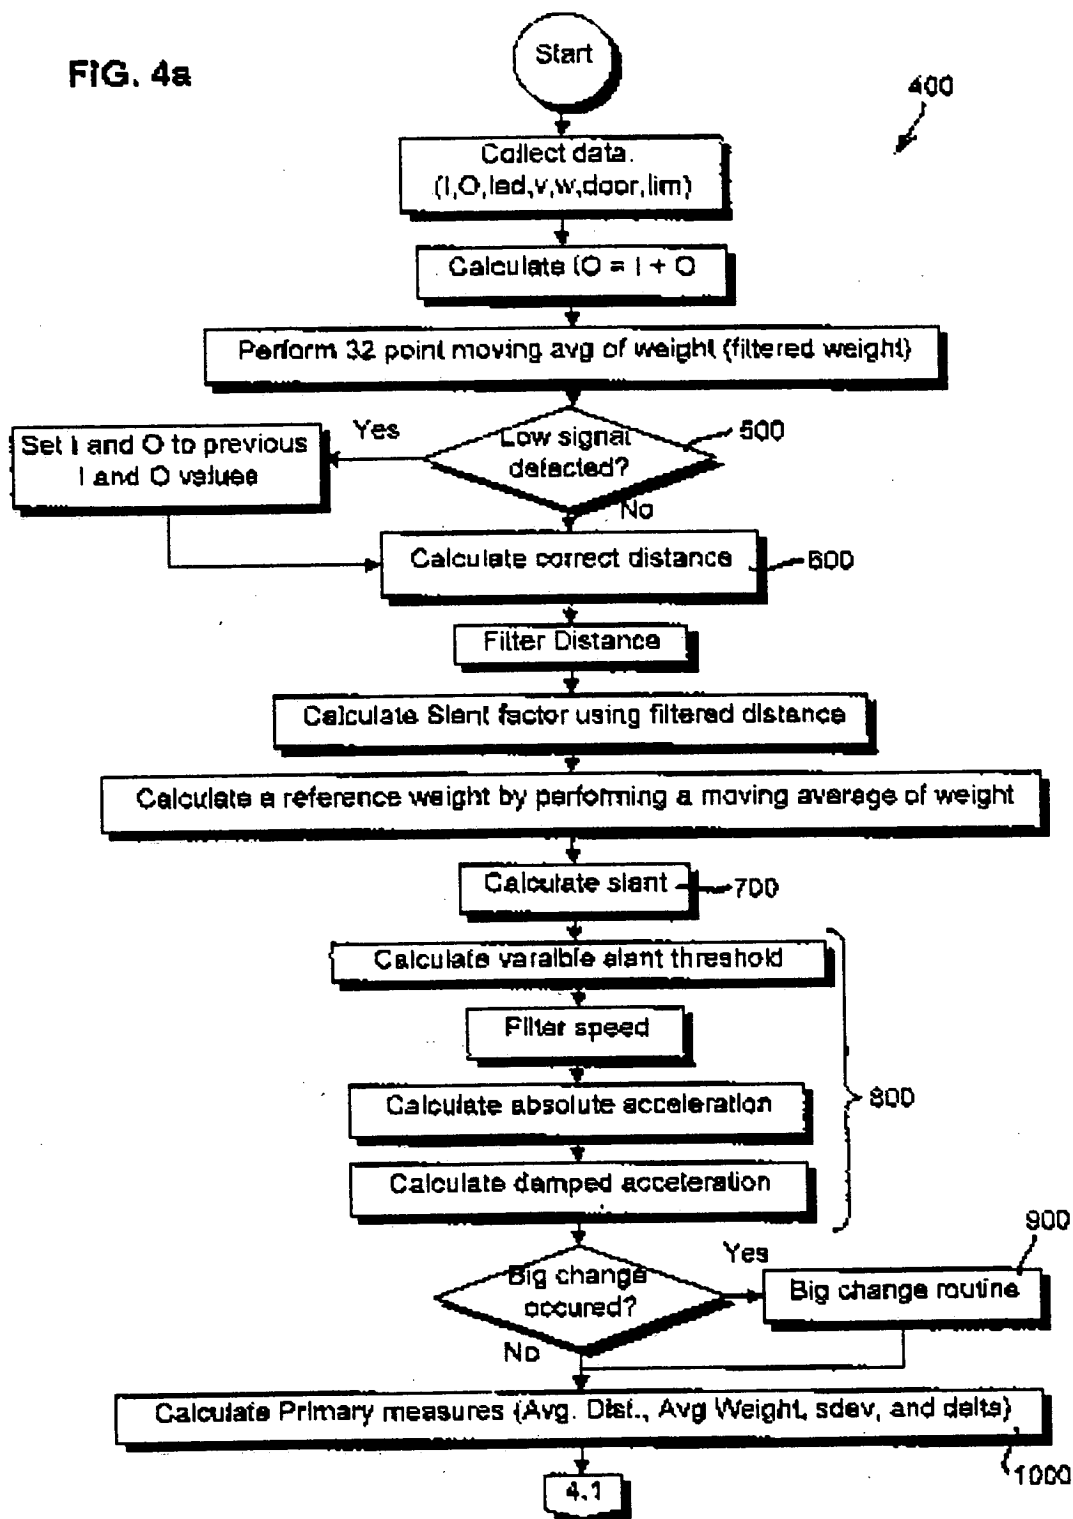 FIG. 4a
Start
400
Collect data.
(I,O,led,v,w,door,lim)
Calculate IO = I + O
Perform 32 point moving avg of weight (filtered weight)
Low signal
detected?
500
Yes
Set I and O to previous
I and O values
No
Calculate correct distance
600
Filter Distance
Calculate Slant factor using filtered distance
Calculate a reference weight by performing a moving average of weight
Calculate slant
700
Calculate varaible slant threshold
Filter speed
Calculate absolute acceleration
Calculate damped acceleration
800
Big change
occured?
Yes
900
Big change routine
No
Calculate Primary measures (Avg. Dist., Avg Weight, sdev, and delta)
1000
4.1